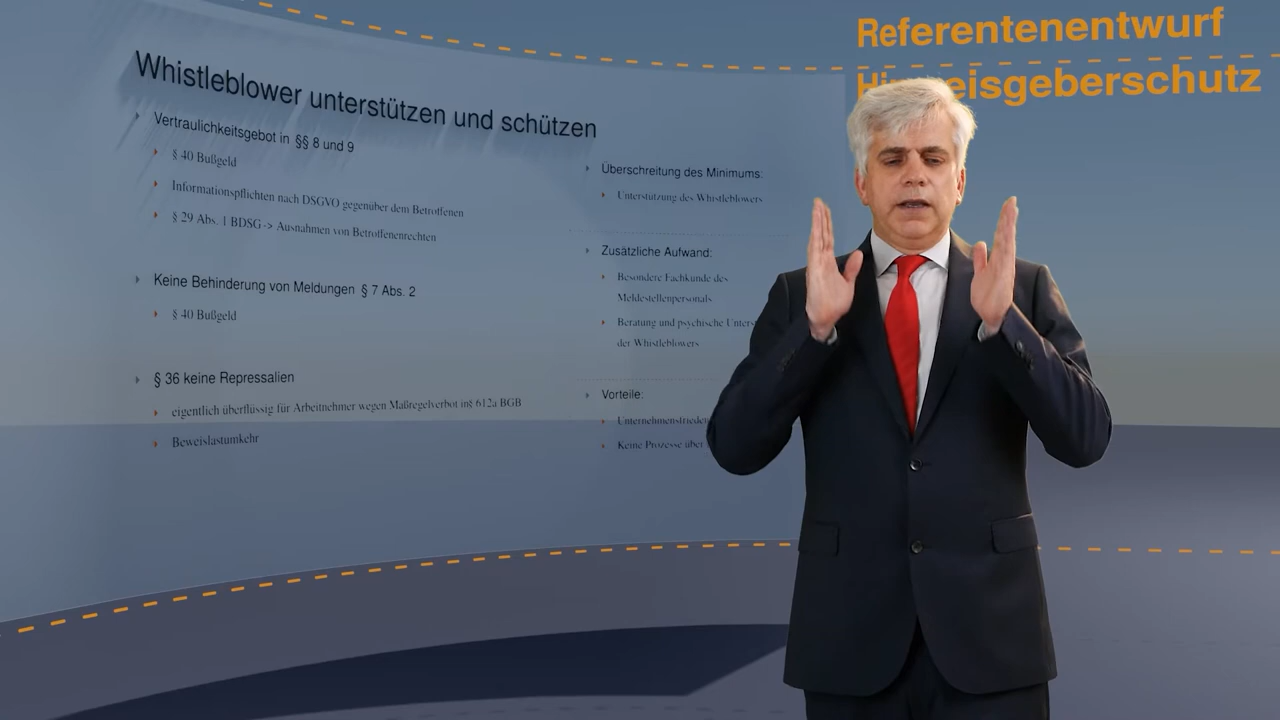 Referentenentwurf
Hinweisgeberschutz
Whistleblower unterstützen und schützen
Vertraulichkeitsgebot in §§ 8 und 9
§ 40 Bußgeld
Informationspflichten nach DSGVO gegenüber dem Betroffenen
§ 29 Abs. 1 BDSG -> Ausnahmen von Betroffenenrechten
Keine Behinderung von Meldungen § 7 Abs. 2
§ 40 Bußgeld
§ 36 keine Repressalien
eigentlich überflüssig für Arbeitnehmer wegen Maßregelverbot in§ 612a BGB
Beweislastumkehr
Überschreitung des Minimums:
Unterstützung des Whistleblowers
Zusätzliche Aufwand:
Besondere Fachkunde des
Meldestellenpersonals
Beratung und psychische
der Whistleblowers
Vorteile:
Unternehmensfrieden
Keine Prozesse über